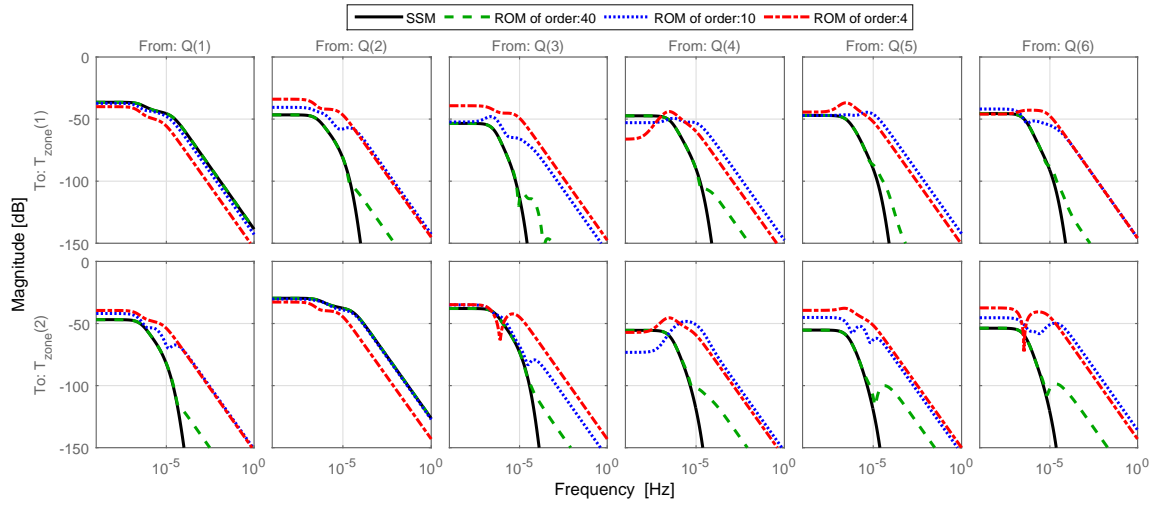 SSM ROM of order:40 ROM of order:10 ROM of order:4
From: Q(1) From: Q(2) From: Q(3) From: Q(4) From: Q(5) From: Q(6)
Magnitude [dB]
To: T_zone(1)
0
-50
-100
-150
To: T_zone(2)
0
-50
-100
-150
10^-5 10^0 10^-5 10^0 10^-5 10^0 10^-5 10^0 10^-5 10^0 10^-5 10^0
Frequency [Hz]